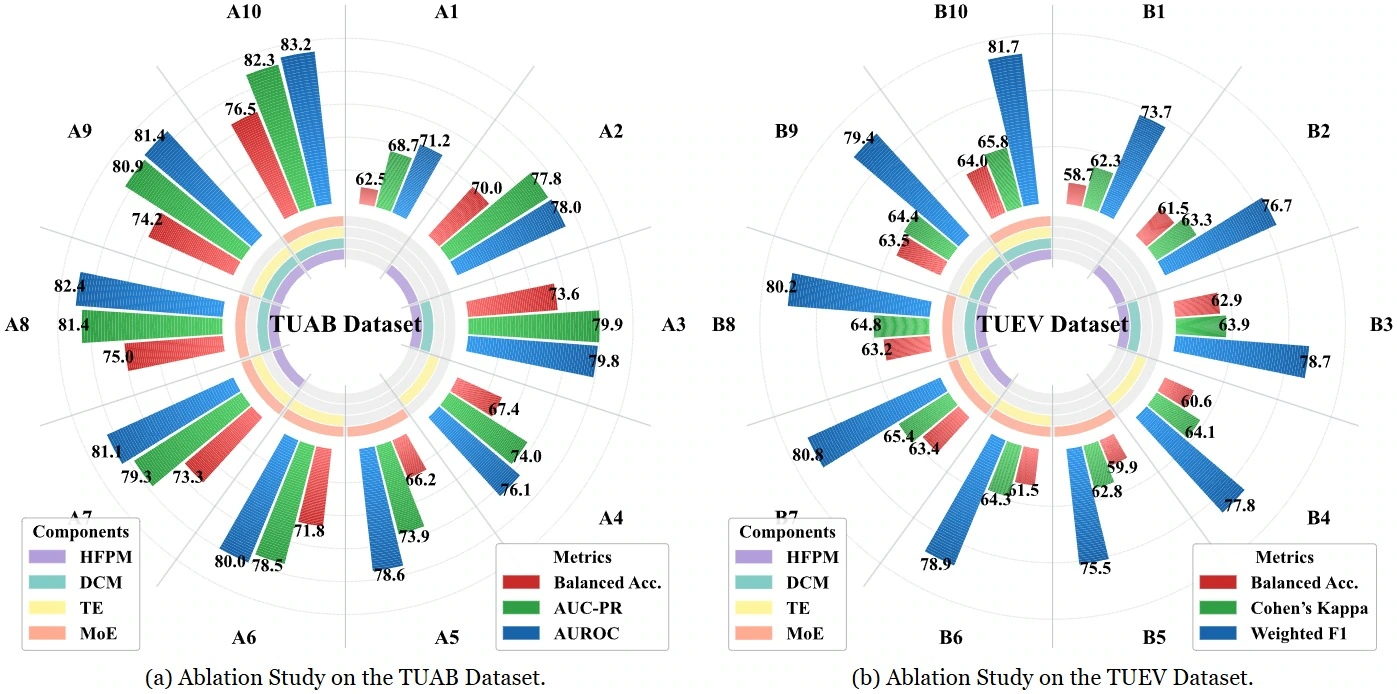 A10
A1
83.2
82.3
76.5
81.4
A9
80.9
74.2
62.5
68.7
71.2
A2
70.0
77.8
78.0
82.4
A8
81.4
75.0
TUAB Dataset
73.6
79.9
A3
79.8
81.1
79.3
73.3
A7
67.4
74.0
76.1
A4
66.2
73.9
78.6
71.8
80.0
78.5
A6
A5
Components
HFPM
DCM
TE
MoE
Metrics
Balanced Acc.
AUC-PR
AUROC
(a) Ablation Study on the TUAB Dataset.
B10
B1
81.7
65.8
64.0
79.4
B9
64.4
63.5
58.7
62.3
73.7
B2
61.5
63.3
76.7
80.2
B8
64.8
63.2
TUEV Dataset
62.9
63.9
B3
78.7
65.4
63.4
80.8
B7
60.6
64.1
77.8
B4
59.9
62.8
75.5
61.5
64.3
78.9
B6
B5
Components
HFPM
DCM
TE
MoE
Metrics
Balanced Acc.
Cohen's Kappa
Weighted F1
(b) Ablation Study on the TUEV Dataset.